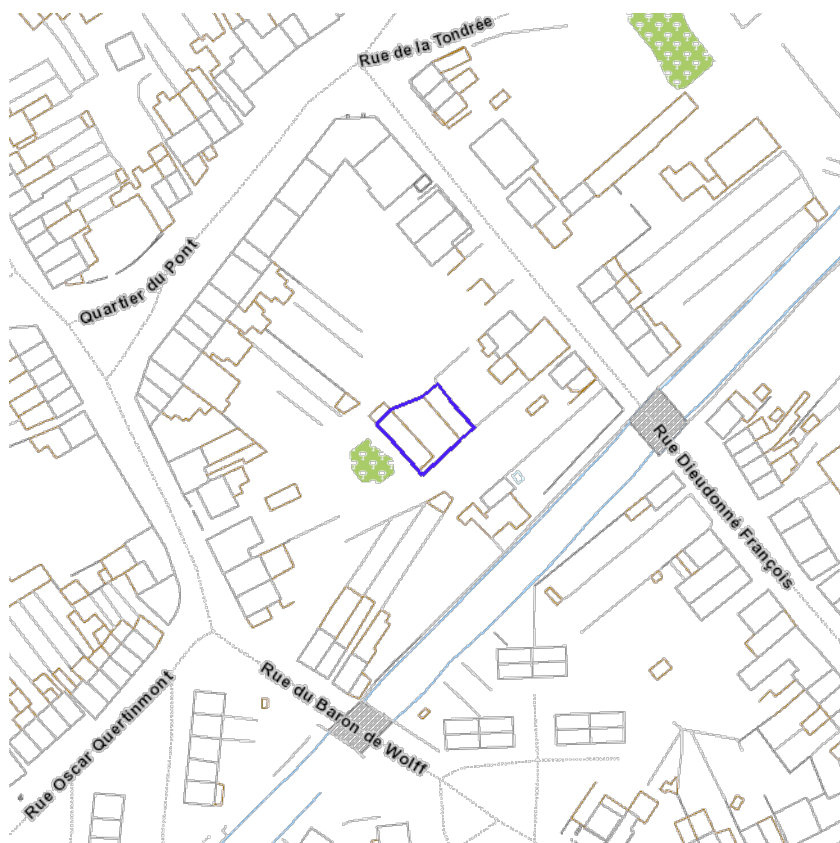 Rue de la Tondrée
Quartier du Pont
Rue Dieudonné François
Rue du Baron de Wolff
Rue Oscar Quertinmont